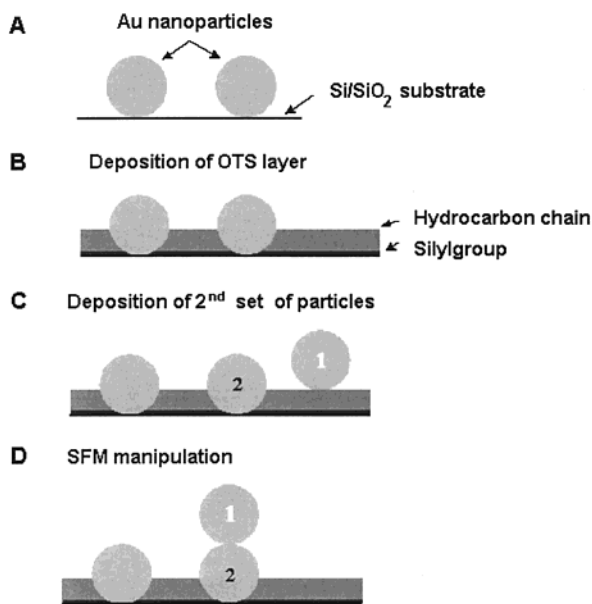 A
Au nanoparticles
Si/SiO₂ substrate
B
Deposition of OTS layer
Hydrocarbon chain
Silylgroup
C
Deposition of 2ⁿᵈ set of particles
1
2
D
SFM manipulation
1
2